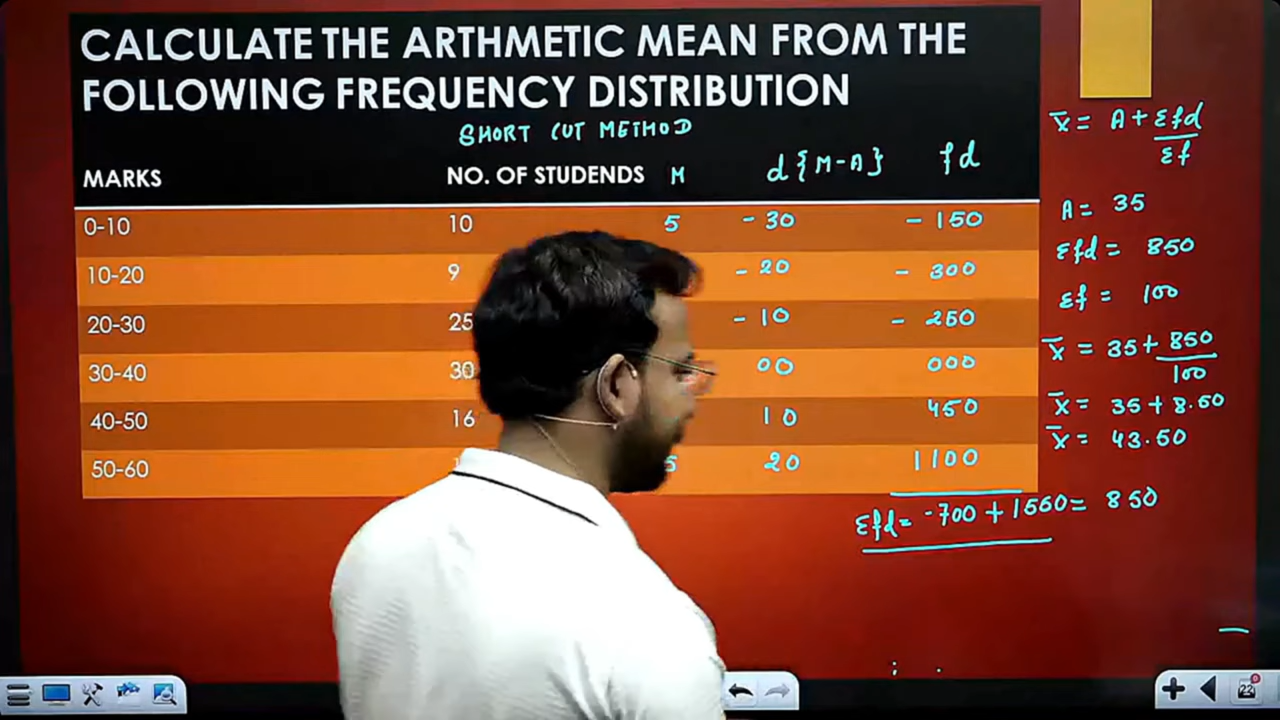 CALCULATE THE ARTHMETIC MEAN FROM THE
FOLLOWING FREQUENCY DISTRIBUTION
SHORT CUT METHOD
MARKS NO. OF STUDENDS M d{M-A} fd
0-10 10 5 -30 -150
10-20 9 -20 -300
20-30 25 -10 -250
30-40 30 00 000
40-50 16 10 450
50-60 5 20 1100
Σfd= -700+1550= 850
x̄= A+Σfd/Σf
A= 35
Σfd= 850
Σf= 100
x̄= 35+850/100
x̄= 35+8.50
x̄= 43.50